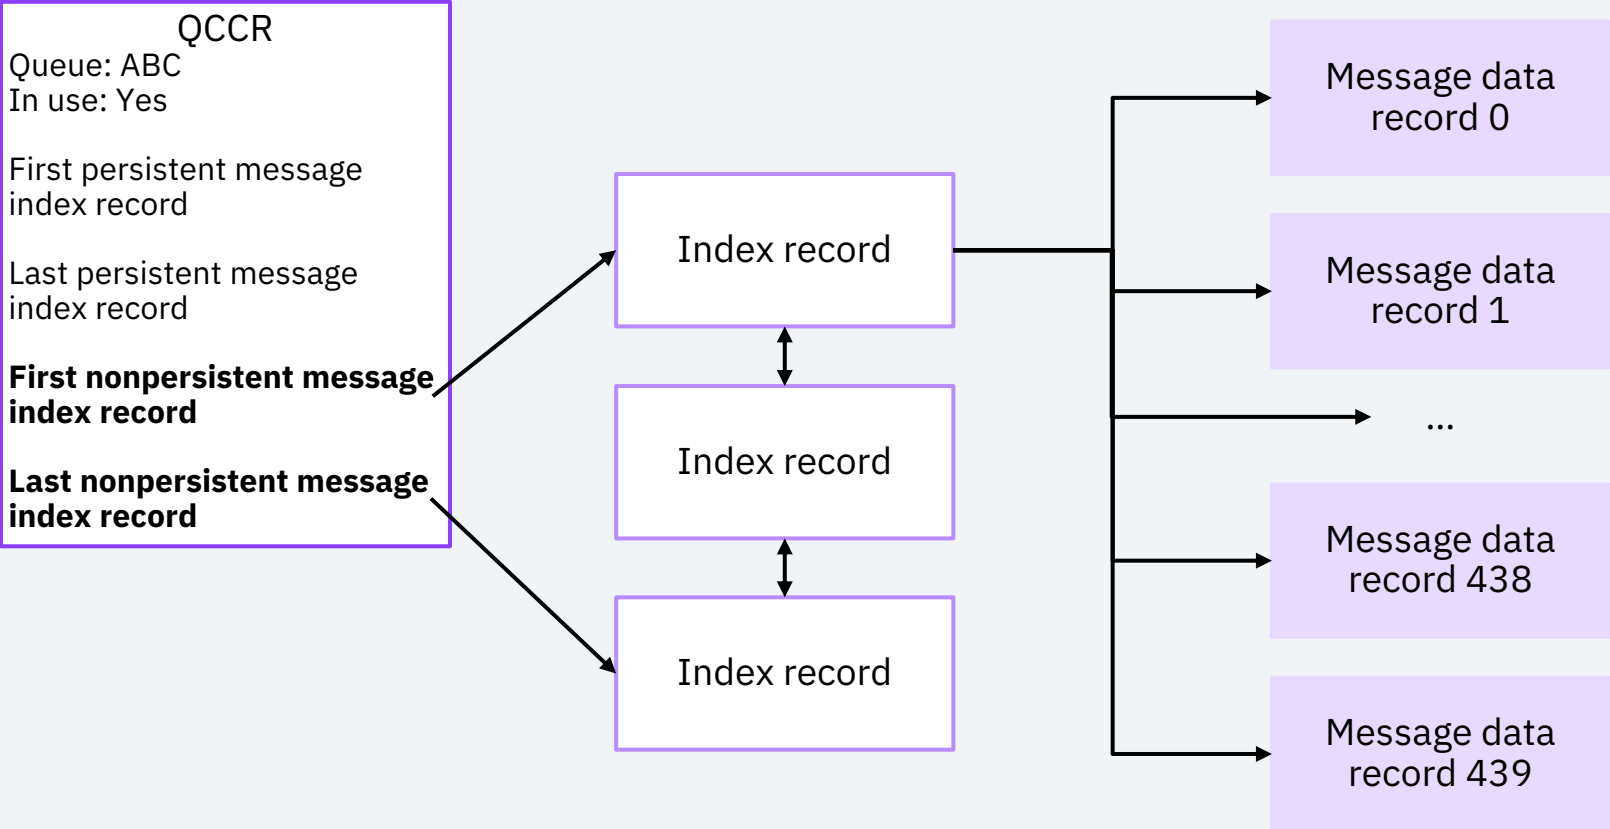 QCCR
Queue: ABC
In use: Yes
First persistent message
index record
Last persistent message
index record
First nonpersistent message
index record
Last nonpersistent message
index record
Index record
Index record
Index record
Message data
record 0
Message data
record 1
...
Message data
record 438
Message data
record 439